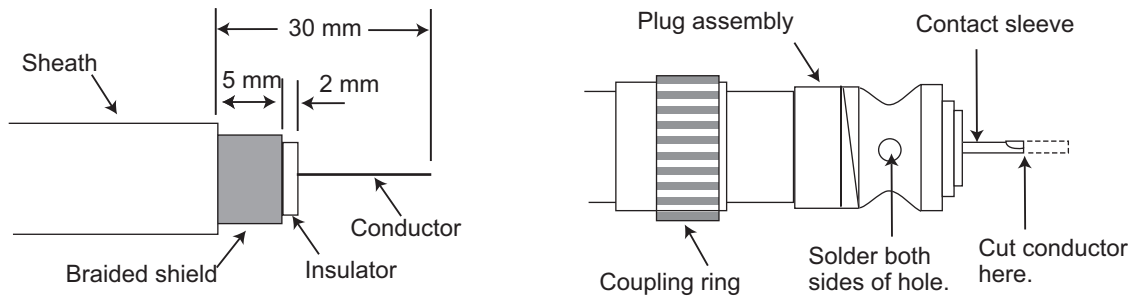 30 mm
Sheath
5 mm
2 mm
Conductor
Insulator
Braided shield
Plug assembly
Contact sleeve
Coupling ring
Solder both
sides of hole.
Cut conductor
here.